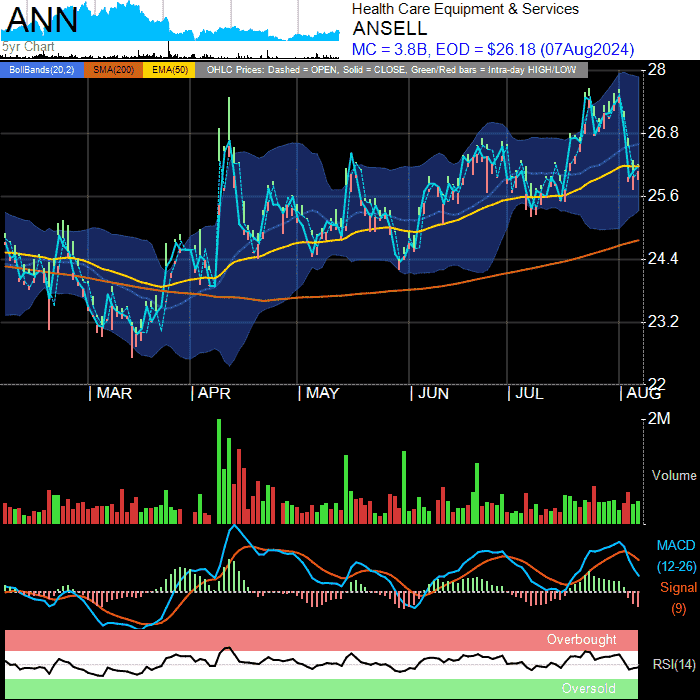 ANN
5yr Chart
Health Care Equipment & Services
ANSELL
MC = 3.8B, EOD = $26.18 (07Aug2024)
BollBands(20,2) SMA(200) EMA(50) OHLC Prices: Dashed = OPEN, Solid = CLOSE, Green/Red bars = Intra-day HIGH/LOW
28
26.8
25.6
24.4
23.2
22
MAR APR MAY JUN JUL AUG
2M
Volume
MACD
(12-26)
Signal
(9)
Overbought
RSI(14)
Oversold